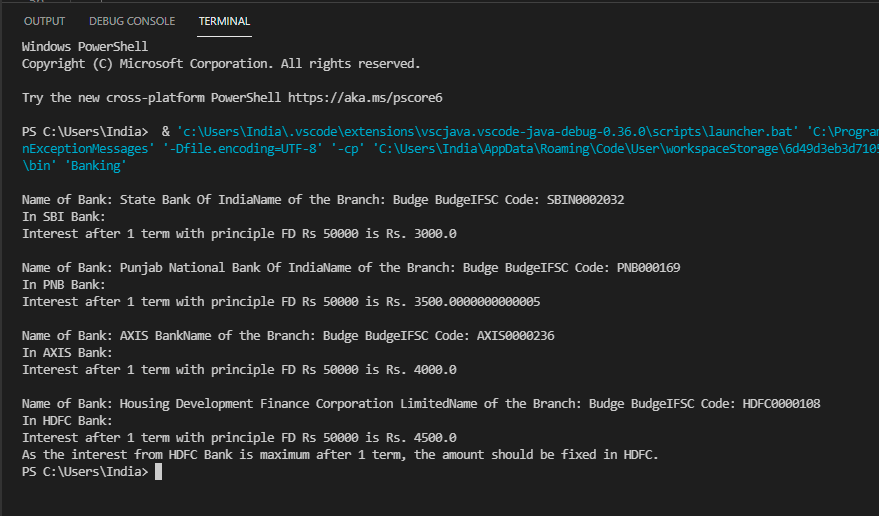 OUTPUT DEBUG CONSOLE TERMINAL
Windows PowerShell
Copyright (C) Microsoft Corporation. All rights reserved.
Try the new cross-platform PowerShell https://aka.ms/pscore6
PS C:\Users\India>  & 'c:\Users\India\.vscode\extensions\vscjava.vscode-java-debug-0.36.0\scripts\launcher.bat' 'C:\Program
nExceptionMessages' '-Dfile.encoding=UTF-8' '-cp' 'C:\Users\India\AppData\Roaming\Code\User\workspaceStorage\6d49d3eb3d7105
\bin' 'Banking'
Name of Bank: State Bank Of IndiaName of the Branch: Budge BudgeIFSC Code: SBIN0002032
In SBI Bank:
Interest after 1 term with principle FD Rs 50000 is Rs. 3000.0
Name of Bank: Punjab National Bank Of IndiaName of the Branch: Budge BudgeIFSC Code: PNB000169
In PNB Bank:
Interest after 1 term with principle FD Rs 50000 is Rs. 3500.0000000000005
Name of Bank: AXIS BankName of the Branch: Budge BudgeIFSC Code: AXIS0000236
In AXIS Bank:
Interest after 1 term with principle FD Rs 50000 is Rs. 4000.0
Name of Bank: Housing Development Finance Corporation LimitedName of the Branch: Budge BudgeIFSC Code: HDFC0000108
In HDFC Bank:
Interest after 1 term with principle FD Rs 50000 is Rs. 4500.0
As the interest from HDFC Bank is maximum after 1 term, the amount should be fixed in HDFC.
PS C:\Users\India>